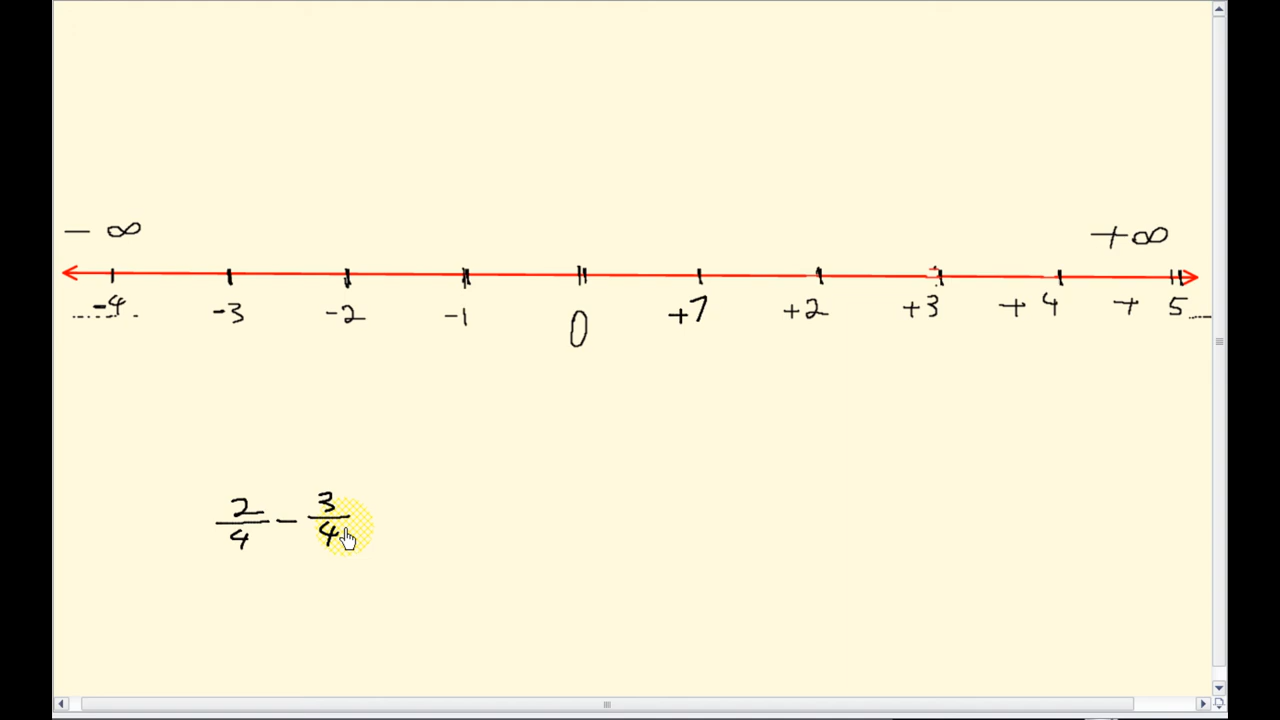 - ∞ +∞
-4 -3 -2 -1 0 +7 +2 +3 +4 +5
2/4 - 3/4